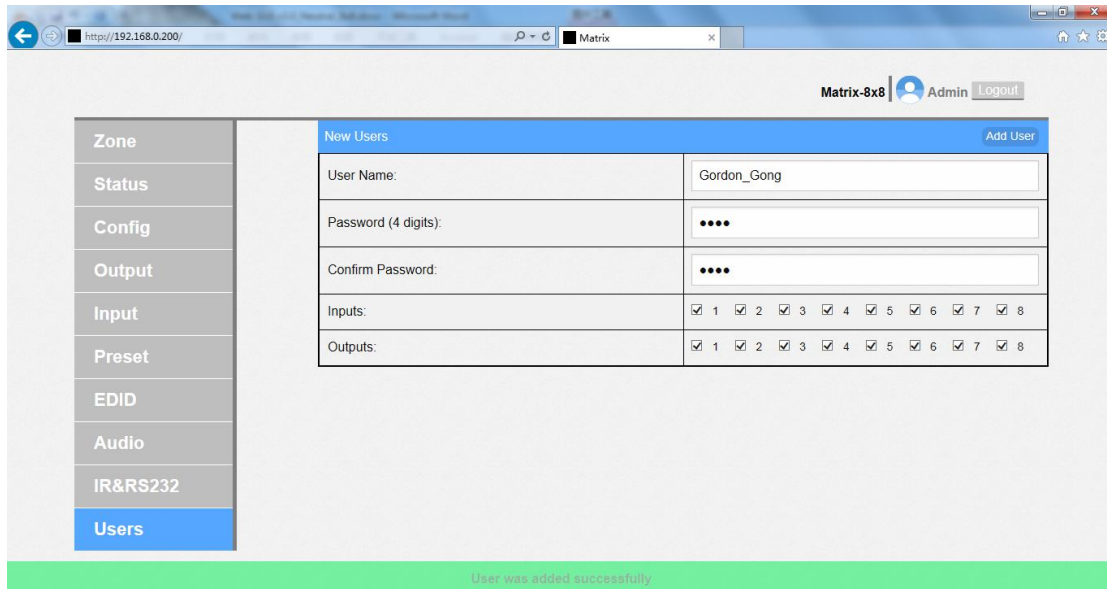 http://192.168.0.200/
Matrix
Matrix-8x8 Admin Logout
Zone
Status
Config
Output
Input
Preset
EDID
Audio
IR&RS232
Users
New Users Add User
User Name: Gordon_Gong
Password (4 digits): ●●●●
Confirm Password: ●●●●
Inputs: 1 2 3 4 5 6 7 8
Outputs: 1 2 3 4 5 6 7 8
User was added successfully